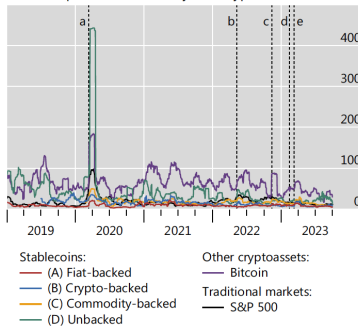 a b c d e
400
300
200
100
0
2019 2020 2021 2022 2023
Stablecoins: Other cryptoassets:
(A) Fiat-backed Bitcoin
(B) Crypto-backed Traditional markets:
(C) Commodity-backed S&P 500
(D) Unbacked